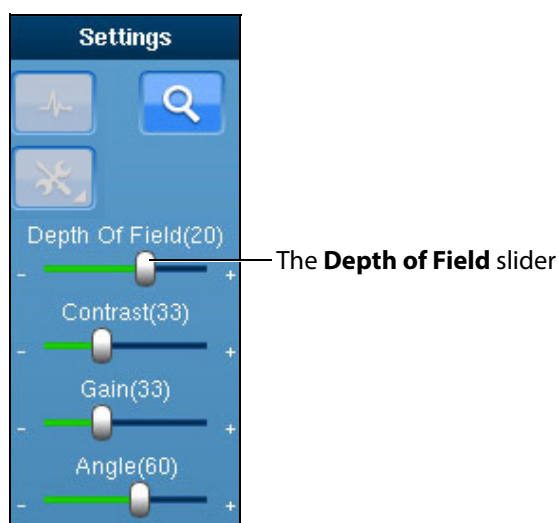 Settings
Depth Of Field(20)
The Depth of Field slider
- +
Contrast(33)
- +
Gain(33)
- +
Angle(60)
- +